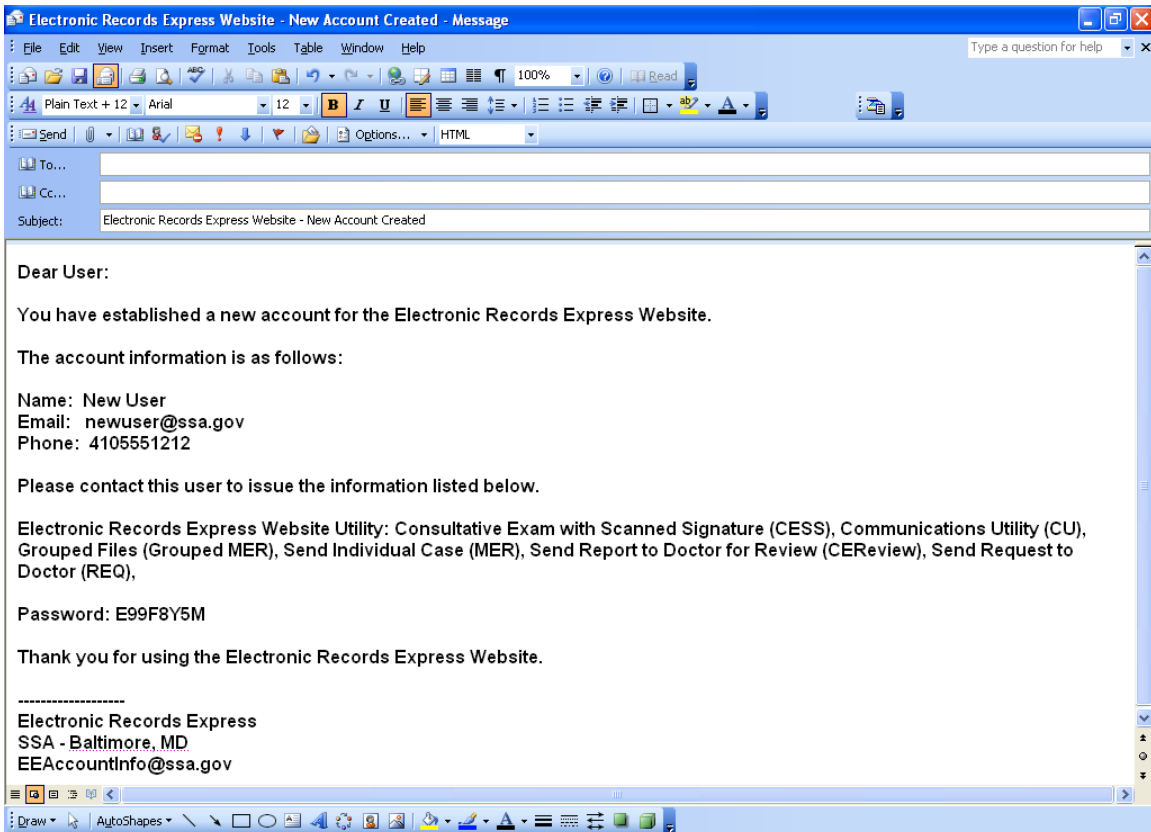 Electronic Records Express Website - New Account Created - Message
File Edit View Insert Format Tools Table Window Help Type a question for help
100% Read
Plain Text + 12 Arial 12 B I U
Send Options... HTML
To...
Cc...
Subject: Electronic Records Express Website - New Account Created
Dear User:
You have established a new account for the Electronic Records Express Website.
The account information is as follows:
Name: New User
Email: newuser@ssa.gov
Phone: 4105551212
Please contact this user to issue the information listed below.
Electronic Records Express Website Utility: Consultative Exam with Scanned Signature (CESS), Communications Utility (CU),
Grouped Files (Grouped MER), Send Individual Case (MER), Send Report to Doctor for Review (CEReview), Send Request to
Doctor (REQ),
Password: E99F8Y5M
Thank you for using the Electronic Records Express Website.
-------------------
Electronic Records Express
SSA - Baltimore, MD
EEAccountInfo@ssa.gov
Draw AutoShapes